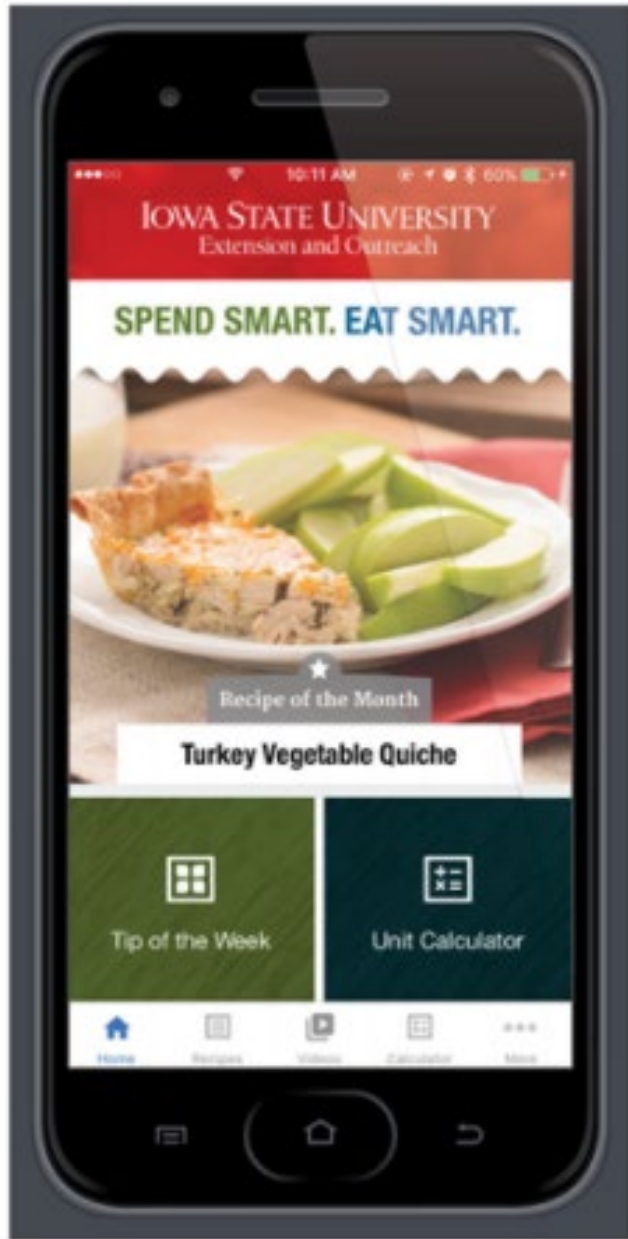 10:11 AM 60%
IOWA STATE UNIVERSITY
Extension and Outreach
SPEND SMART. EAT SMART.
Recipe of the Month
Turkey Vegetable Quiche
Tip of the Week
Unit Calculator
Home Recipes Videos Calculator More